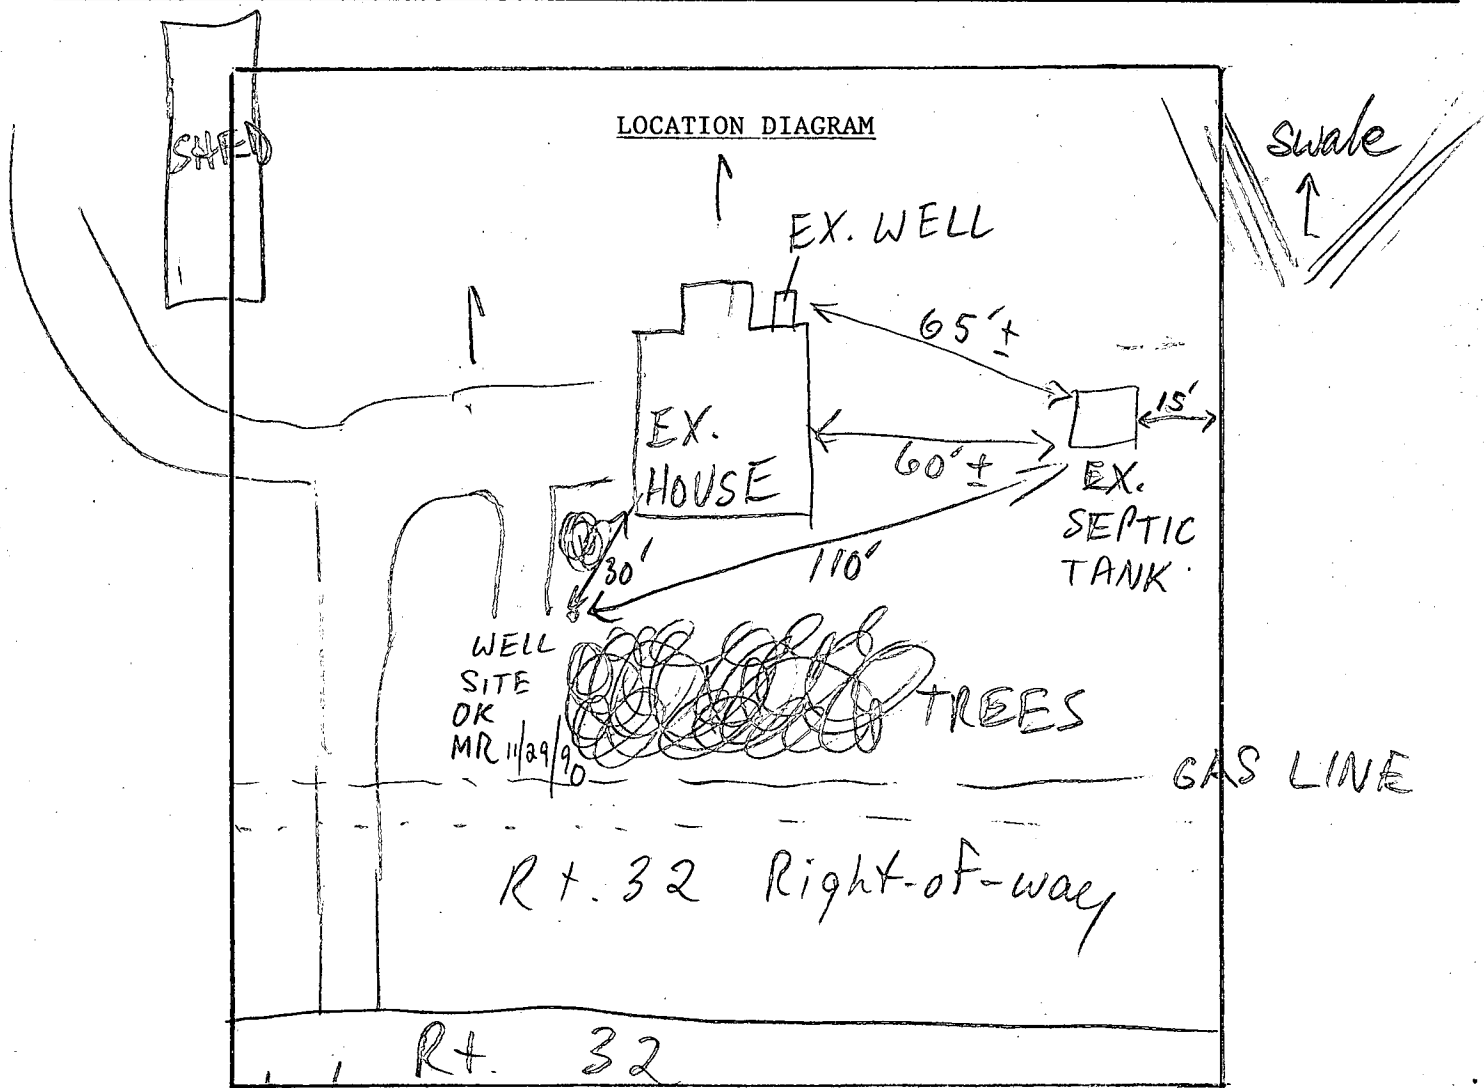 LOCATION DIAGRAM
SHED
swale
EX. WELL
65'±
15'
EX.
HOUSE
60'±
EX.
SEPTIC
TANK
30'
110'
WELL
SITE
OK
MR 11/29/90
TREES
GAS LINE
Rt. 32 Right-of-way
Rt. 32